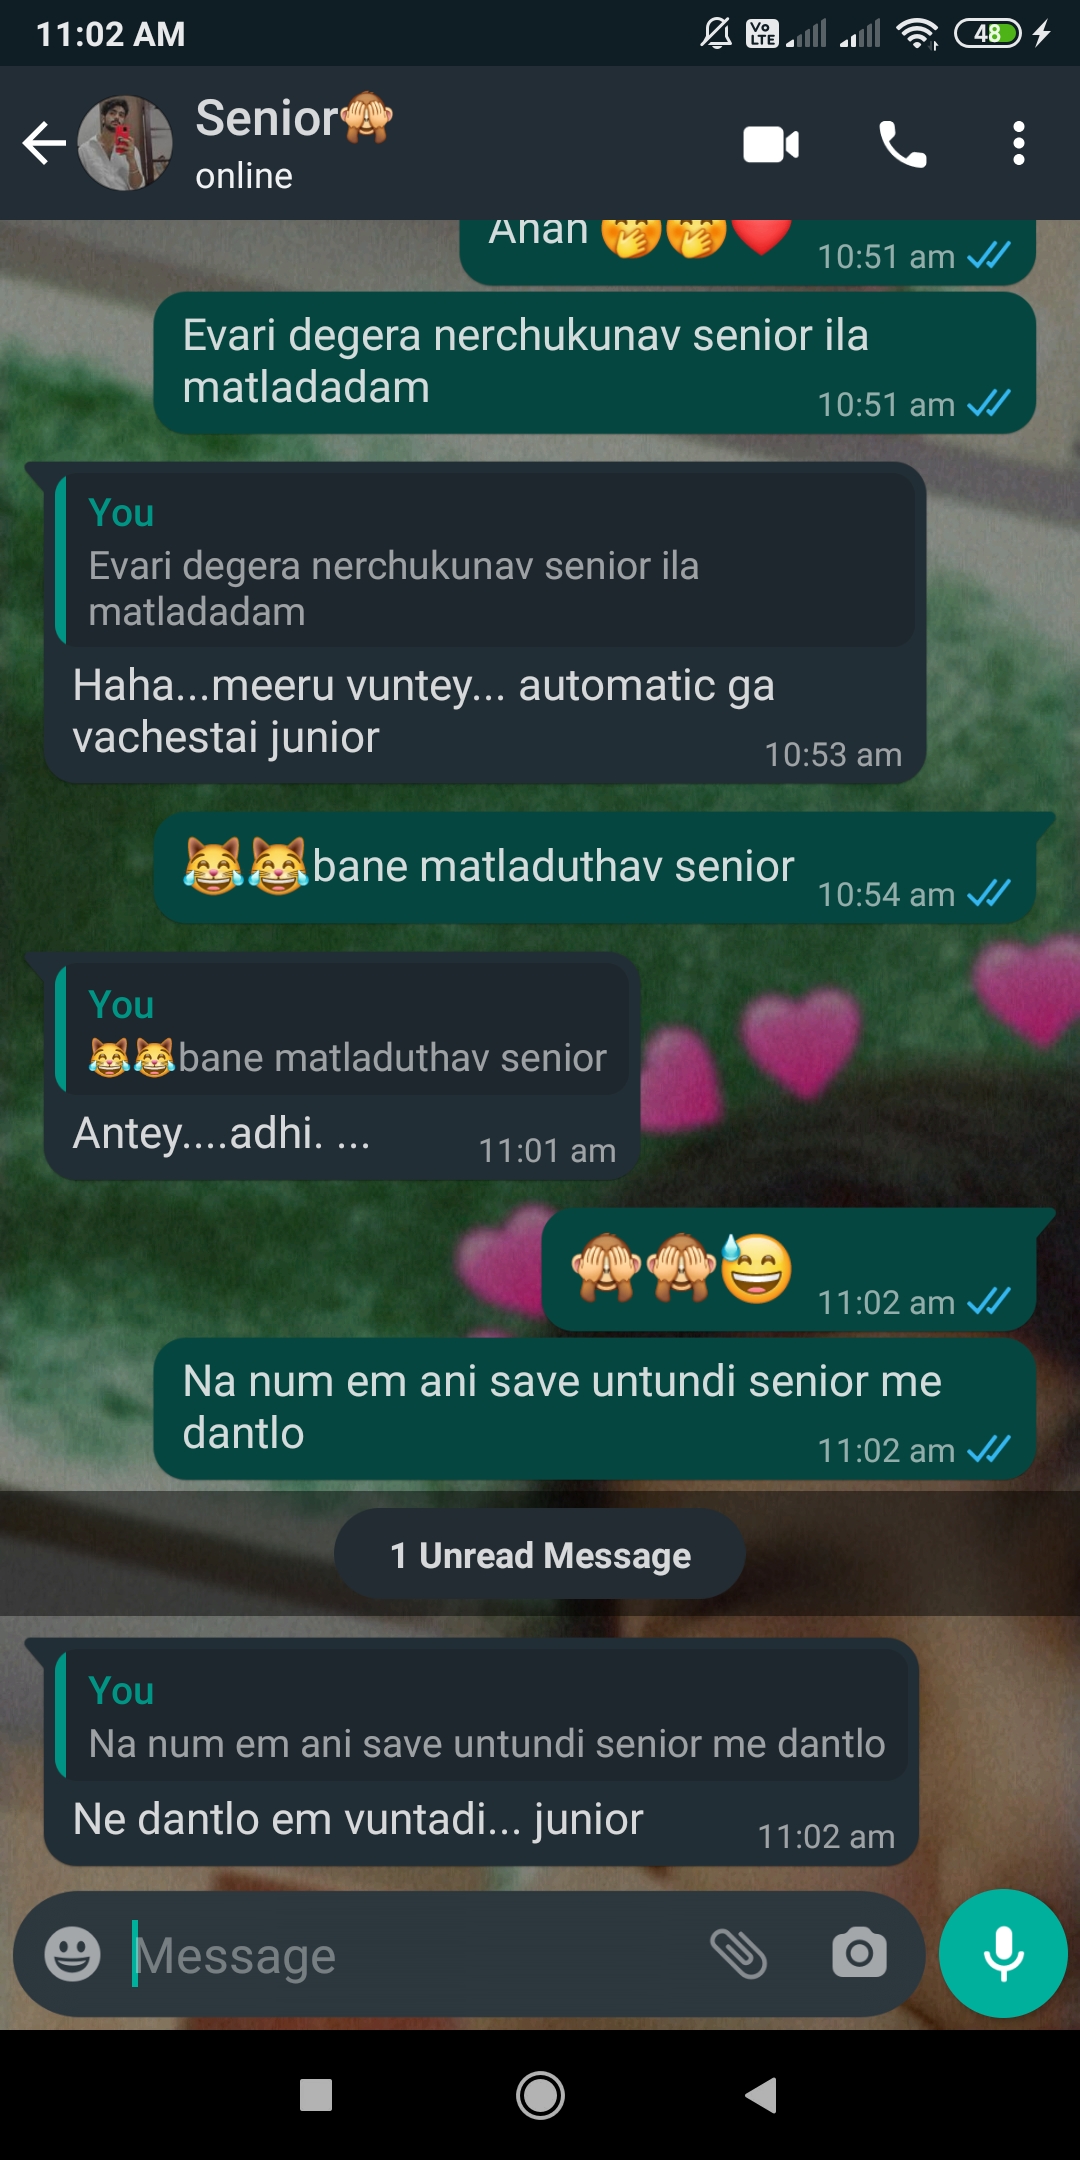 11:02 AM
Vo LTE
48
Senior🙈
online
Ahah 🤭🤭❤️
10:51 am
Evari degera nerchukunav senior ila
matladadam
10:51 am
You
Evari degera nerchukunav senior ila
matladadam
Haha...meeru vuntey... automatic ga
vachestai junior
10:53 am
😹😹bane matladuthav senior
10:54 am
You
😹😹bane matladuthav senior
Antey....adhi. ...
11:01 am
🙈🙈😅
11:02 am
Na num em ani save untundi senior me
dantlo
11:02 am
1 Unread Message
You
Na num em ani save untundi senior me dantlo
Ne dantlo em vuntadi... junior
11:02 am
Message